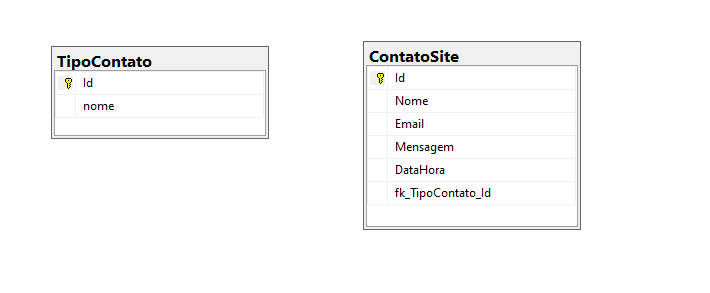 TipoContato
Id
nome
ContatoSite
Id
Nome
Email
Mensagem
DataHora
fk_TipoContato_Id